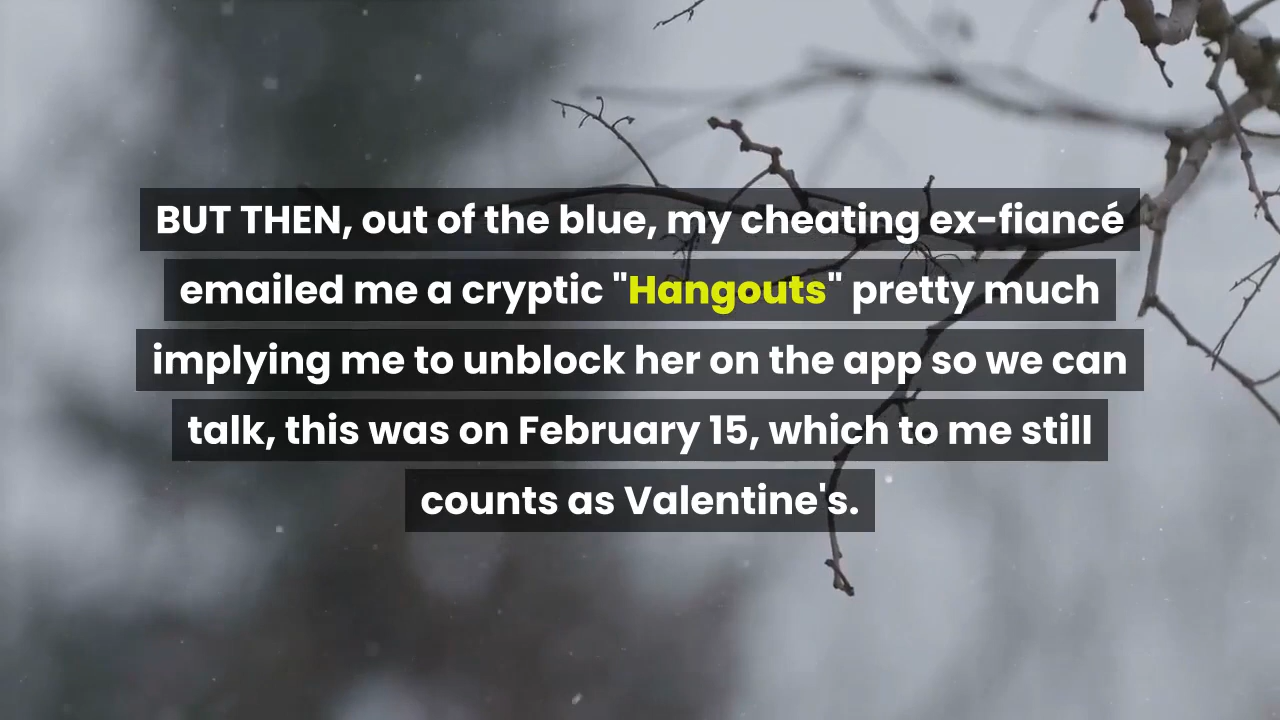 BUT THEN, out of the blue, my cheating ex-fiancé
emailed me a cryptic "Hangouts" pretty much
implying me to unblock her on the app so we can
talk, this was on February 15, which to me still
counts as Valentine's.